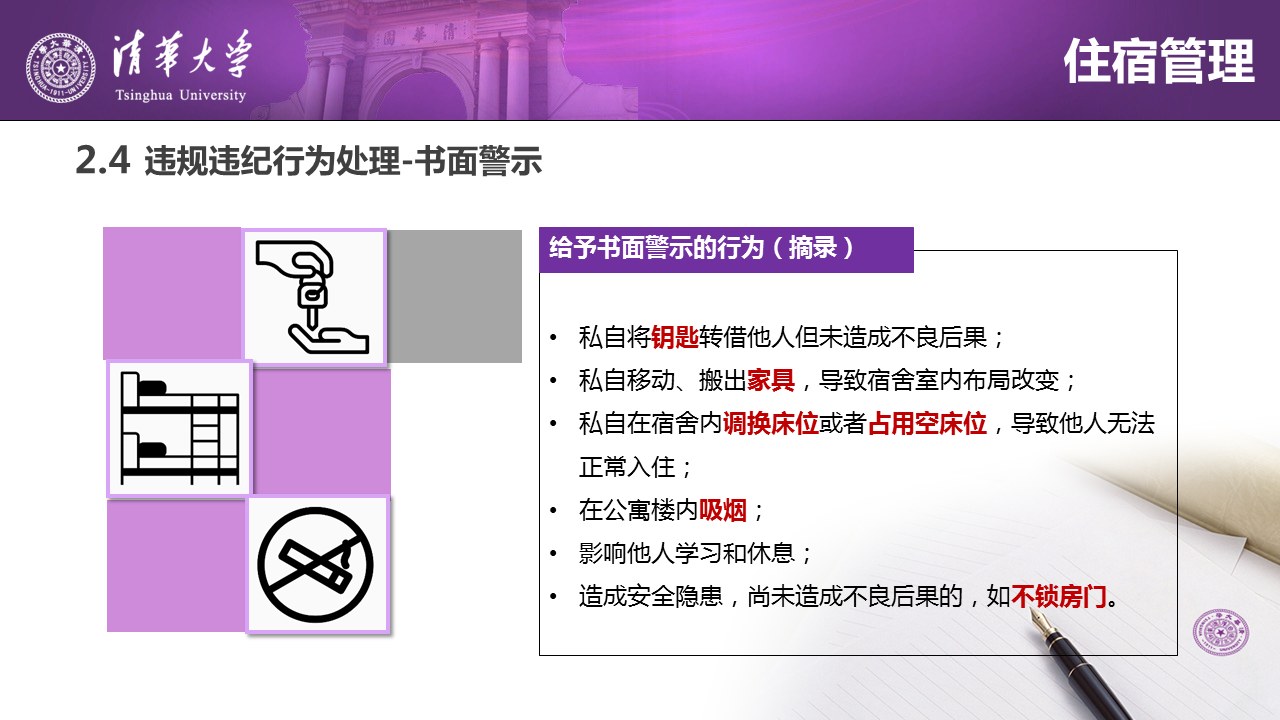 清华大学
Tsinghua University
住宿管理
2.4 违规违纪行为处理-书面警示
给予书面警示的行为（摘录）
• 私自将钥匙转借他人但未造成不良后果；
• 私自移动、搬出家具，导致宿舍室内布局改变；
• 私自在宿舍内调换床位或者占用空床位，导致他人无法
正常入住；
• 在公寓楼内吸烟；
• 影响他人学习和休息；
• 造成安全隐患，尚未造成不良后果的，如不锁房门。